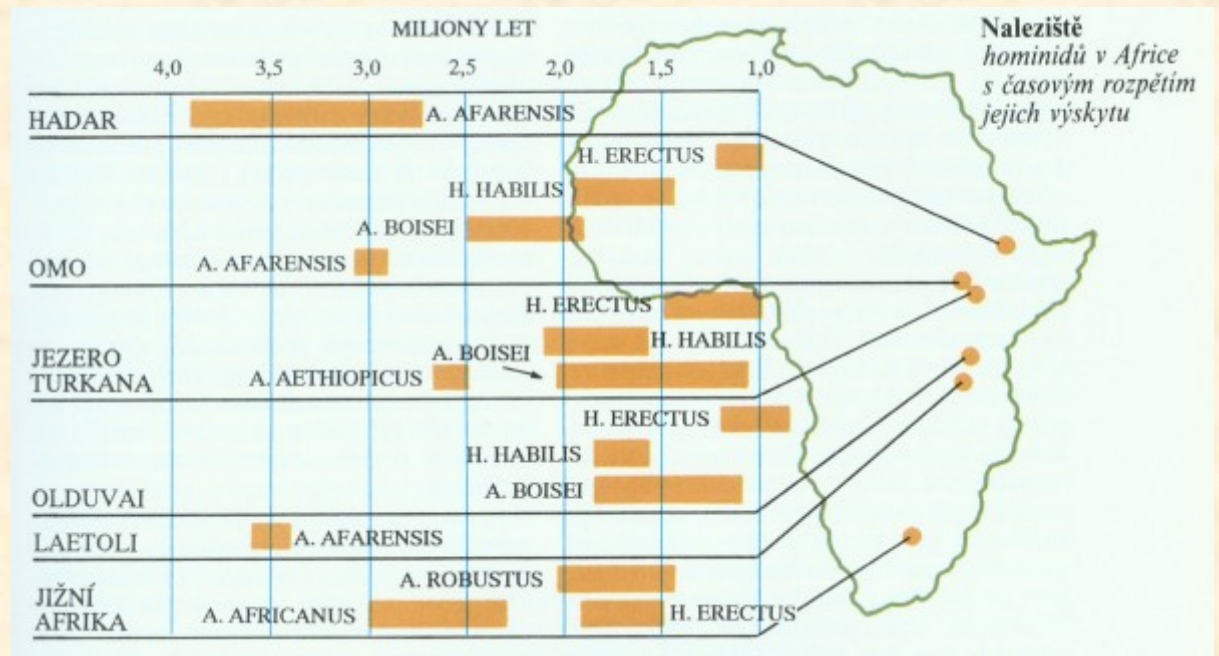 MILIONY LET
4,0 3,5 3,0 2,5 2,0 1,5 1,0
Naleziště
hominidů v Africe
s časovým rozpětím
jejich výskytu
HADAR
A. AFARENSIS
H. ERECTUS
H. HABILIS
A. BOISEI
OMO
A. AFARENSIS
H. ERECTUS
H. HABILIS
A. BOISEI
JEZERO
TURKANA
A. AETHIOPICUS
H. ERECTUS
H. HABILIS
A. BOISEI
OLDUVAI
LAETOLI
A. AFARENSIS
A. ROBUSTUS
JIŽNÍ
AFRIKA
A. AFRICANUS
H. ERECTUS